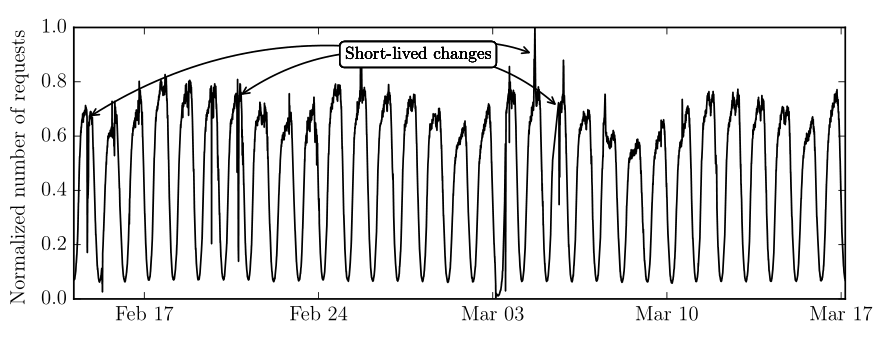 Normalized number of requests
1.0
0.8
0.6
0.4
0.2
0.0
Short-lived changes
Feb 17
Feb 24
Mar 03
Mar 10
Mar 17